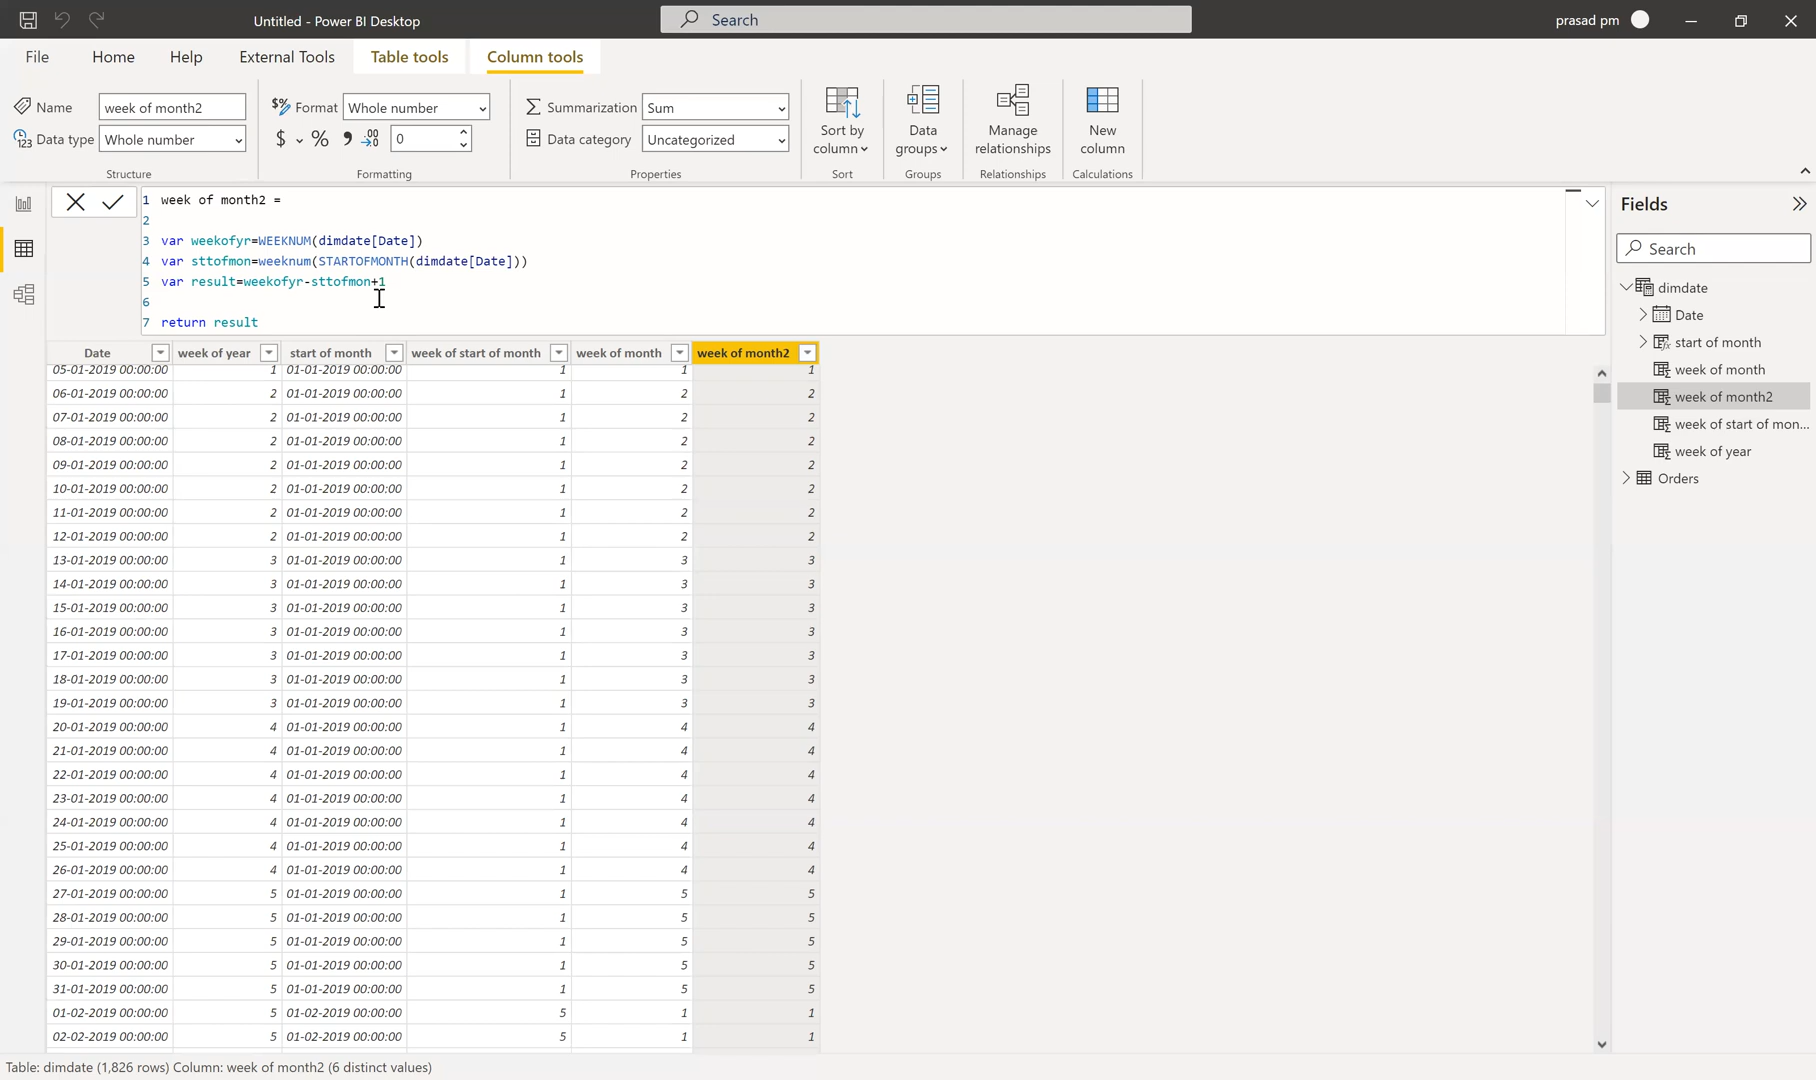 Untitled - Power BI Desktop
Search
prasad pm
File Home Help External Tools Table tools Column tools
Name week of month2
Data type Whole number
Structure
Format Whole number
$ % , .00 0
Formatting
Summarization Sum
Data category Uncategorized
Properties
Sort by column
Sort
Data groups
Groups
Manage relationships
Relationships
New column
Calculations
1 week of month2 =
2
3 var weekofyr=WEEKNUM(dimdate[Date])
4 var sttofmon=weeknum(STARTOFMONTH(dimdate[Date]))
5 var result=weekofyr-sttofmon+1
6
7 return result
Date week of year start of month week of start of month week of month week of month2
05-01-2019 00:00:00 1 01-01-2019 00:00:00 1 1 1
06-01-2019 00:00:00 2 01-01-2019 00:00:00 1 2 2
07-01-2019 00:00:00 2 01-01-2019 00:00:00 1 2 2
08-01-2019 00:00:00 2 01-01-2019 00:00:00 1 2 2
09-01-2019 00:00:00 2 01-01-2019 00:00:00 1 2 2
10-01-2019 00:00:00 2 01-01-2019 00:00:00 1 2 2
11-01-2019 00:00:00 2 01-01-2019 00:00:00 1 2 2
12-01-2019 00:00:00 2 01-01-2019 00:00:00 1 2 2
13-01-2019 00:00:00 3 01-01-2019 00:00:00 1 3 3
14-01-2019 00:00:00 3 01-01-2019 00:00:00 1 3 3
15-01-2019 00:00:00 3 01-01-2019 00:00:00 1 3 3
16-01-2019 00:00:00 3 01-01-2019 00:00:00 1 3 3
17-01-2019 00:00:00 3 01-01-2019 00:00:00 1 3 3
18-01-2019 00:00:00 3 01-01-2019 00:00:00 1 3 3
19-01-2019 00:00:00 3 01-01-2019 00:00:00 1 3 3
20-01-2019 00:00:00 4 01-01-2019 00:00:00 1 4 4
21-01-2019 00:00:00 4 01-01-2019 00:00:00 1 4 4
22-01-2019 00:00:00 4 01-01-2019 00:00:00 1 4 4
23-01-2019 00:00:00 4 01-01-2019 00:00:00 1 4 4
24-01-2019 00:00:00 4 01-01-2019 00:00:00 1 4 4
25-01-2019 00:00:00 4 01-01-2019 00:00:00 1 4 4
26-01-2019 00:00:00 4 01-01-2019 00:00:00 1 4 4
27-01-2019 00:00:00 5 01-01-2019 00:00:00 1 5 5
28-01-2019 00:00:00 5 01-01-2019 00:00:00 1 5 5
29-01-2019 00:00:00 5 01-01-2019 00:00:00 1 5 5
30-01-2019 00:00:00 5 01-01-2019 00:00:00 1 5 5
31-01-2019 00:00:00 5 01-01-2019 00:00:00 1 5 5
01-02-2019 00:00:00 5 01-02-2019 00:00:00 5 1 1
02-02-2019 00:00:00 5 01-02-2019 00:00:00 5 1 1
Fields
Search
dimdate
Date
start of month
week of month
week of month2
week of start of mon...
week of year
Orders
Table: dimdate (1,826 rows) Column: week of month2 (6 distinct values)